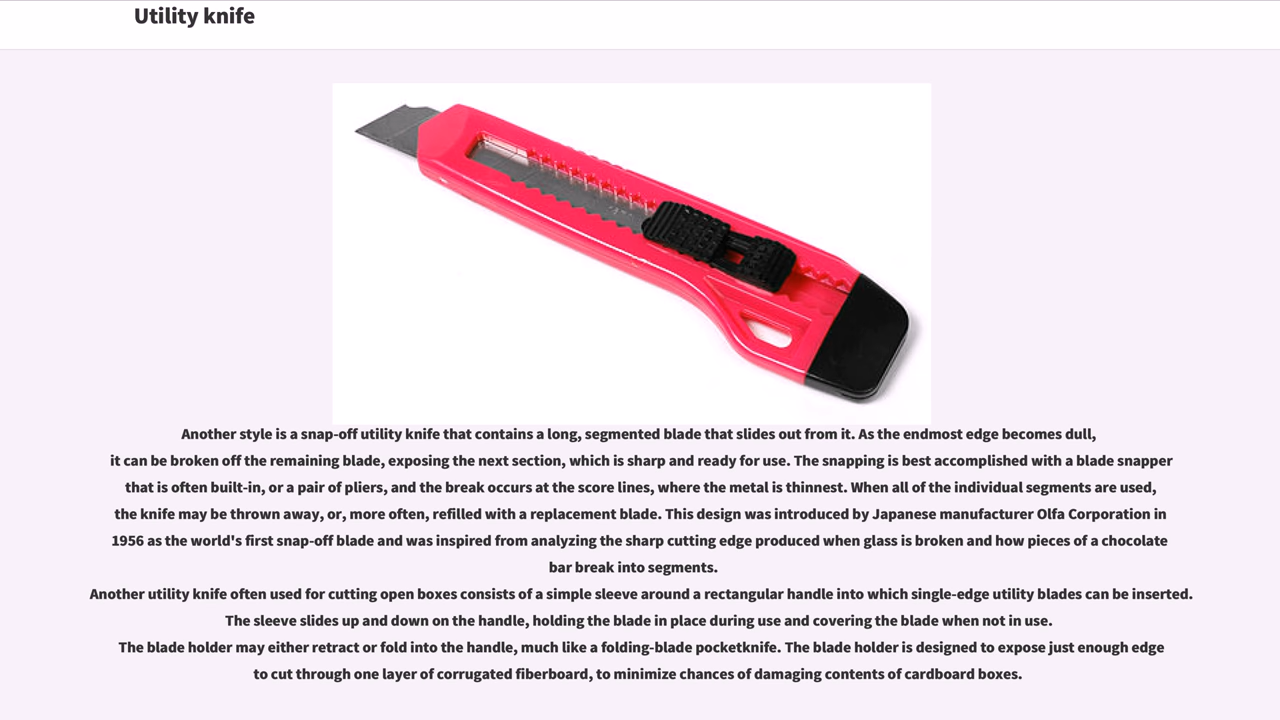 Utility knife
Another style is a snap-off utility knife that contains a long, segmented blade that slides out from it. As the endmost edge becomes dull,
it can be broken off the remaining blade, exposing the next section, which is sharp and ready for use. The snapping is best accomplished with a blade snapper
that is often built-in, or a pair of pliers, and the break occurs at the score lines, where the metal is thinnest. When all of the individual segments are used,
the knife may be thrown away, or, more often, refilled with a replacement blade. This design was introduced by Japanese manufacturer Olfa Corporation in
1956 as the world's first snap-off blade and was inspired from analyzing the sharp cutting edge produced when glass is broken and how pieces of a chocolate
bar break into segments.
Another utility knife often used for cutting open boxes consists of a simple sleeve around a rectangular handle into which single-edge utility blades can be inserted.
The sleeve slides up and down on the handle, holding the blade in place during use and covering the blade when not in use.
The blade holder may either retract or fold into the handle, much like a folding-blade pocketknife. The blade holder is designed to expose just enough edge
to cut through one layer of corrugated fiberboard, to minimize chances of damaging contents of cardboard boxes.